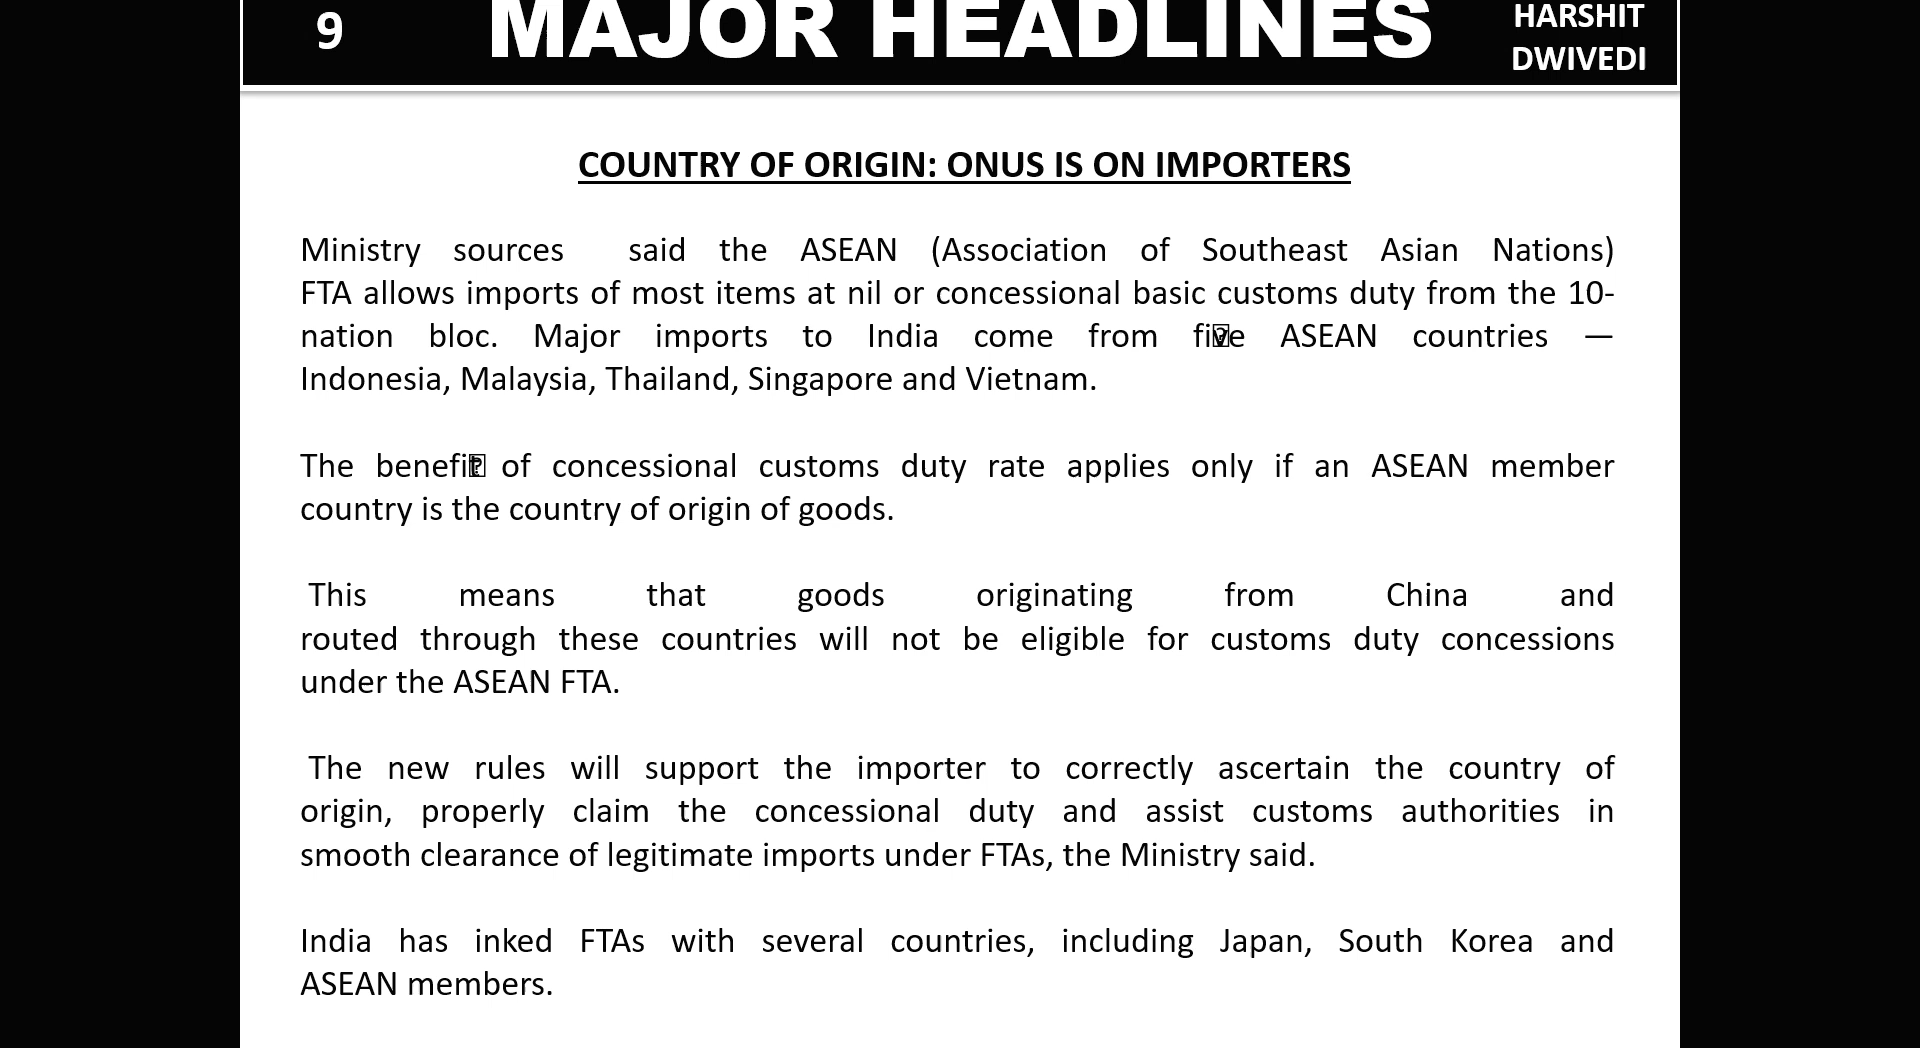 9
MAJOR HEADLINES
HARSHIT
DWIVEDI
COUNTRY OF ORIGIN: ONUS IS ON IMPORTERS
Ministry sources said the ASEAN (Association of Southeast Asian Nations)
FTA allows imports of most items at nil or concessional basic customs duty from the 10-
nation bloc. Major imports to India come from five ASEAN countries —
Indonesia, Malaysia, Thailand, Singapore and Vietnam.
The benefit of concessional customs duty rate applies only if an ASEAN member
country is the country of origin of goods.
This means that goods originating from China and
routed through these countries will not be eligible for customs duty concessions
under the ASEAN FTA.
The new rules will support the importer to correctly ascertain the country of
origin, properly claim the concessional duty and assist customs authorities in
smooth clearance of legitimate imports under FTAs, the Ministry said.
India has inked FTAs with several countries, including Japan, South Korea and
ASEAN members.